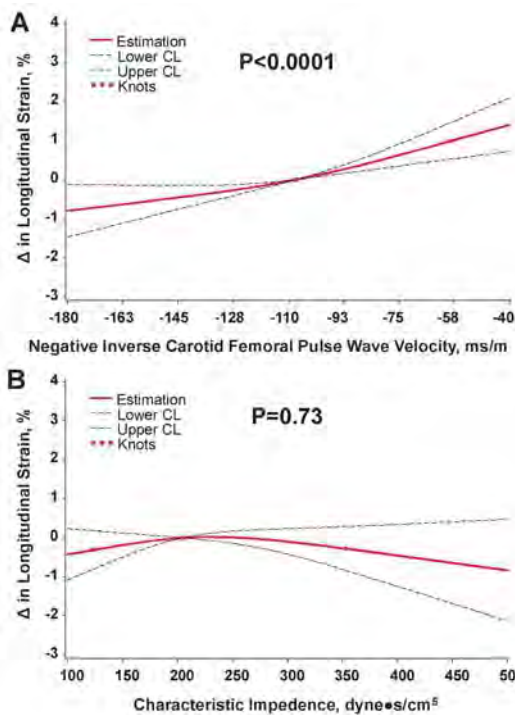 A
4
3
2
1
0
-1
-2
-3
Δ in Longitudinal Strain, %
Estimation
Lower CL
Upper CL
Knots
P<0.0001
-180 -163 -145 -128 -110 -93 -75 -58 -40
Negative Inverse Carotid Femoral Pulse Wave Velocity, ms/m
B
4
3
2
1
0
-1
-2
-3
Δ in Longitudinal Strain, %
Estimation
Lower CL
Upper CL
Knots
P=0.73
100 150 200 250 300 350 400 450 50
Characteristic Impedence, dyne•s/cm⁵